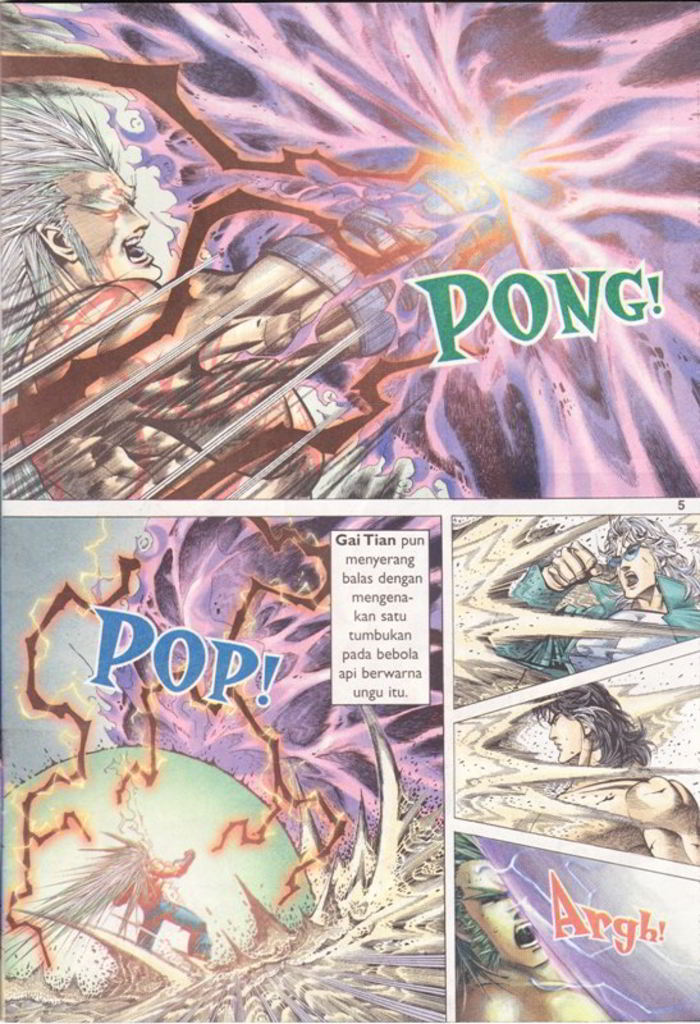 PONG!
5
POP!
Gai Tian pun
menyerang
balas dengan
mengena-
kan satu
tumbukan
pada bebola
api berwarna
ungu itu.
Argh!